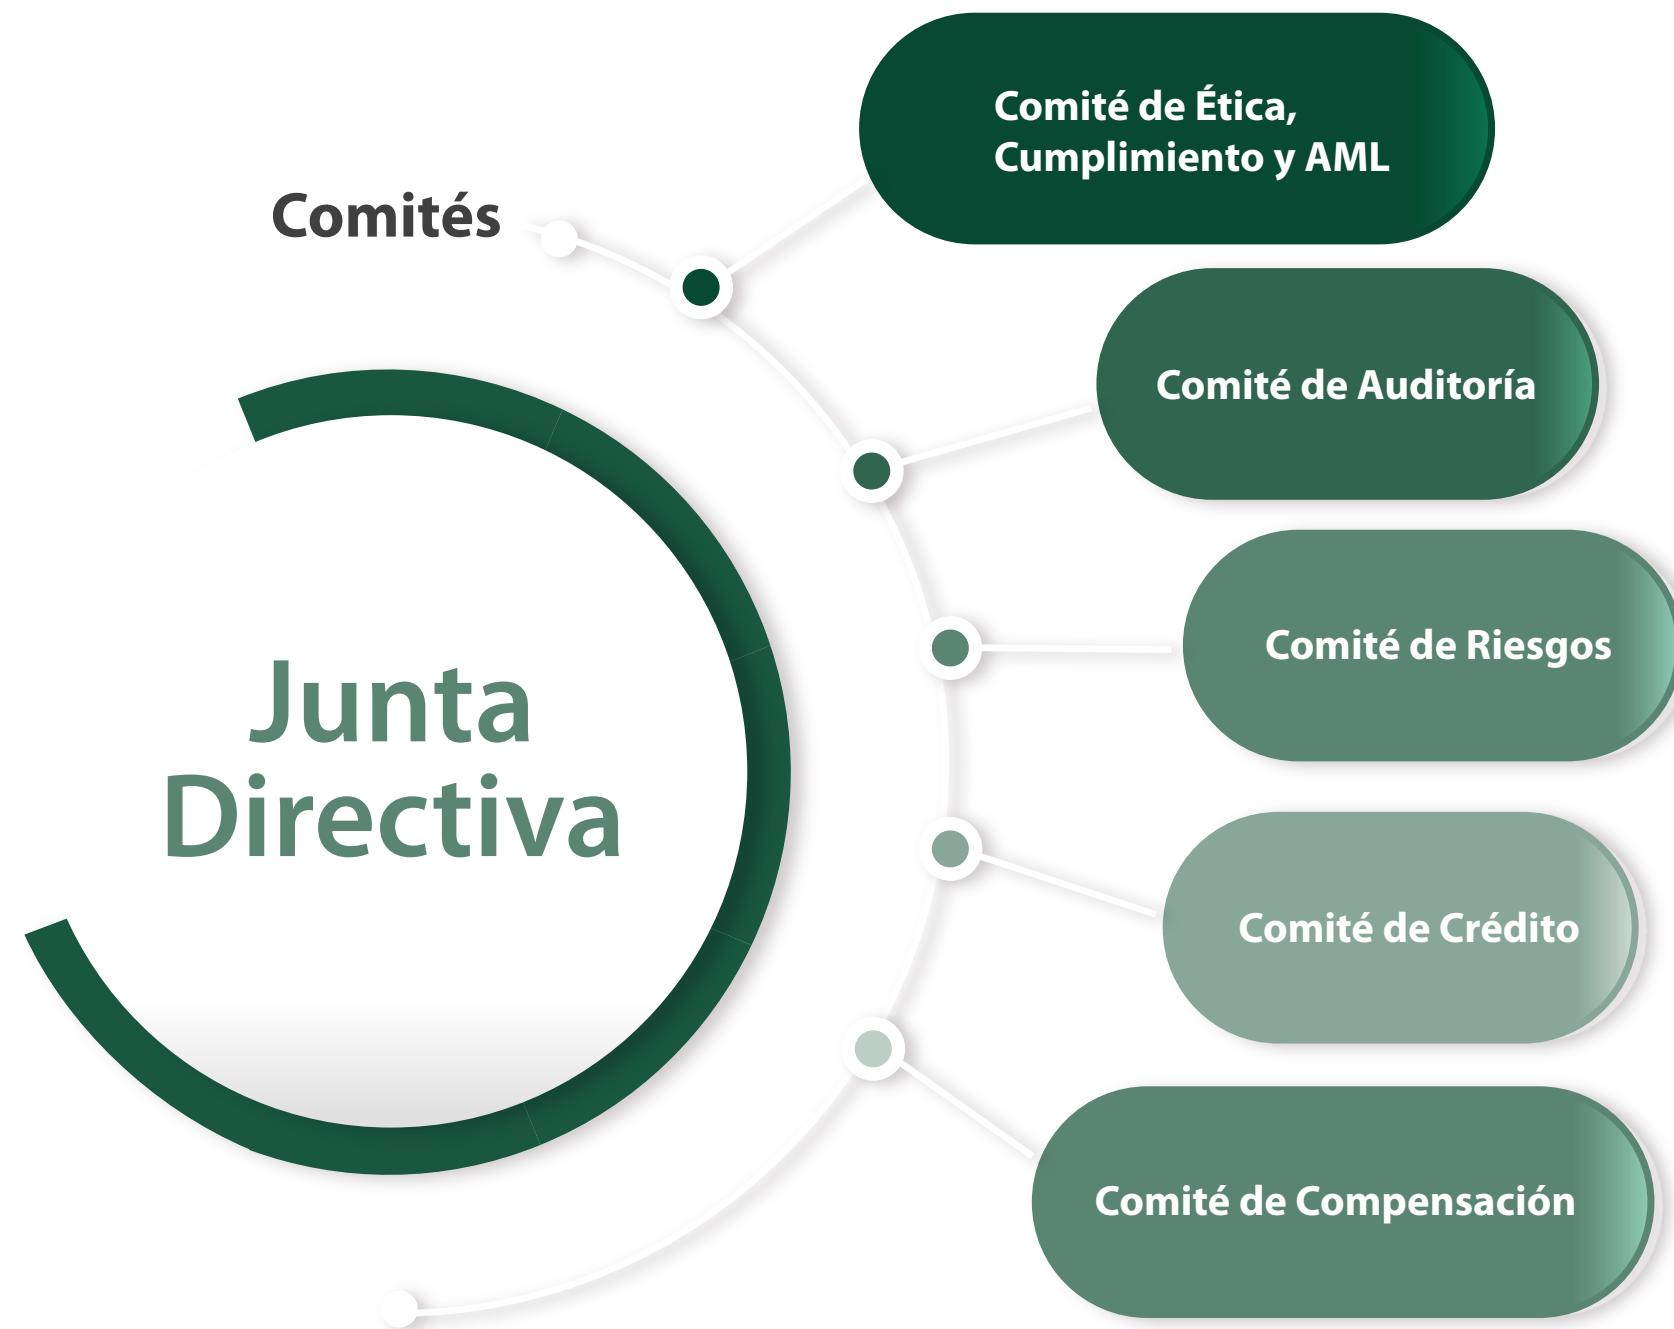 Comités
Junta
Directiva
Comité de Ética,
Cumplimiento y AML
Comité de Auditoría
Comité de Riesgos
Comité de Crédito
Comité de Compensación